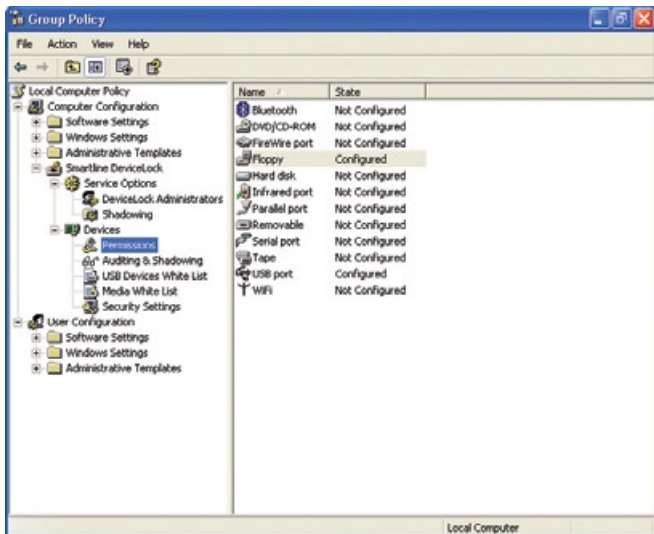 Group Policy
File Action View Help
Local Computer Policy
Computer Configuration
Software Settings
Windows Settings
Administrative Templates
Smartline DeviceLock
Service Options
DeviceLock Administrators
Shadowing
Devices
Permissions
Auditing & Shadowing
USB Devices White List
Media White List
Security Settings
User Configuration
Software Settings
Windows Settings
Administrative Templates
Name State
Bluetooth Not Configured
DVD/CD-ROM Not Configured
FireWire port Not Configured
Floppy Configured
Hard disk Not Configured
Infrared port Not Configured
Parallel port Not Configured
Removable Not Configured
Serial port Not Configured
Tape Not Configured
USB port Configured
WiFi Not Configured
Local Computer